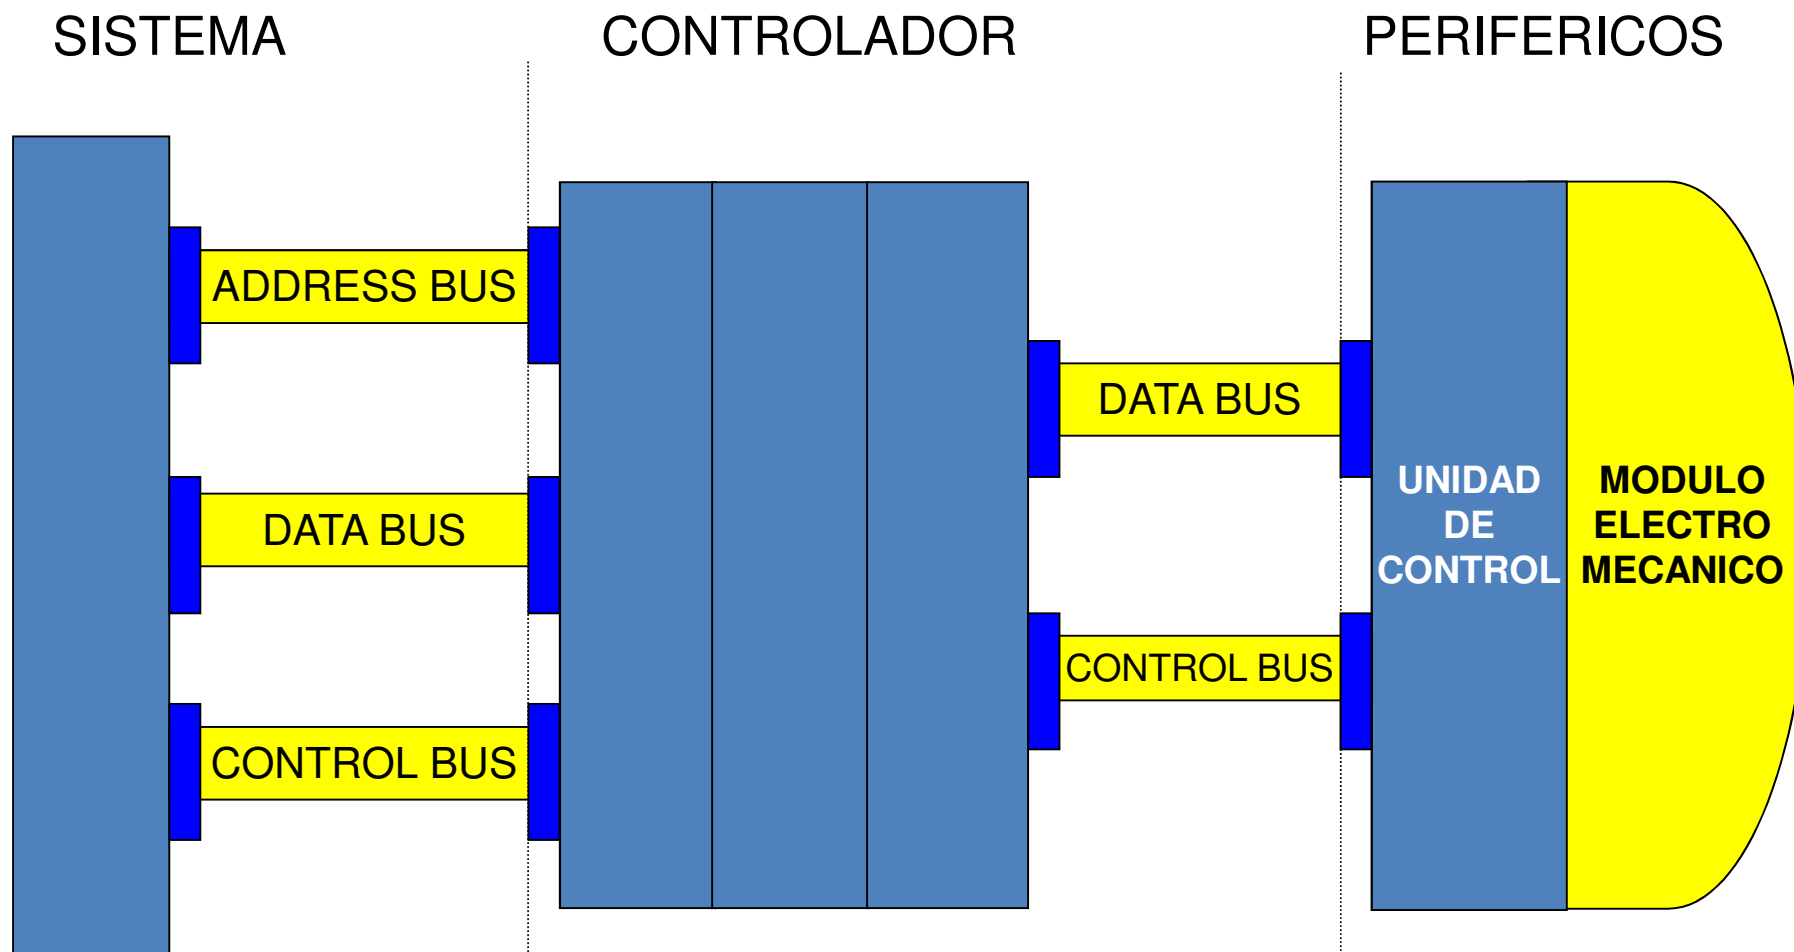 SISTEMA
CONTROLADOR
PERIFERICOS
ADDRESS BUS
DATA BUS
CONTROL BUS
DATA BUS
CONTROL BUS
UNIDAD
DE
CONTROL
MODULO
ELECTRO
MECANICO